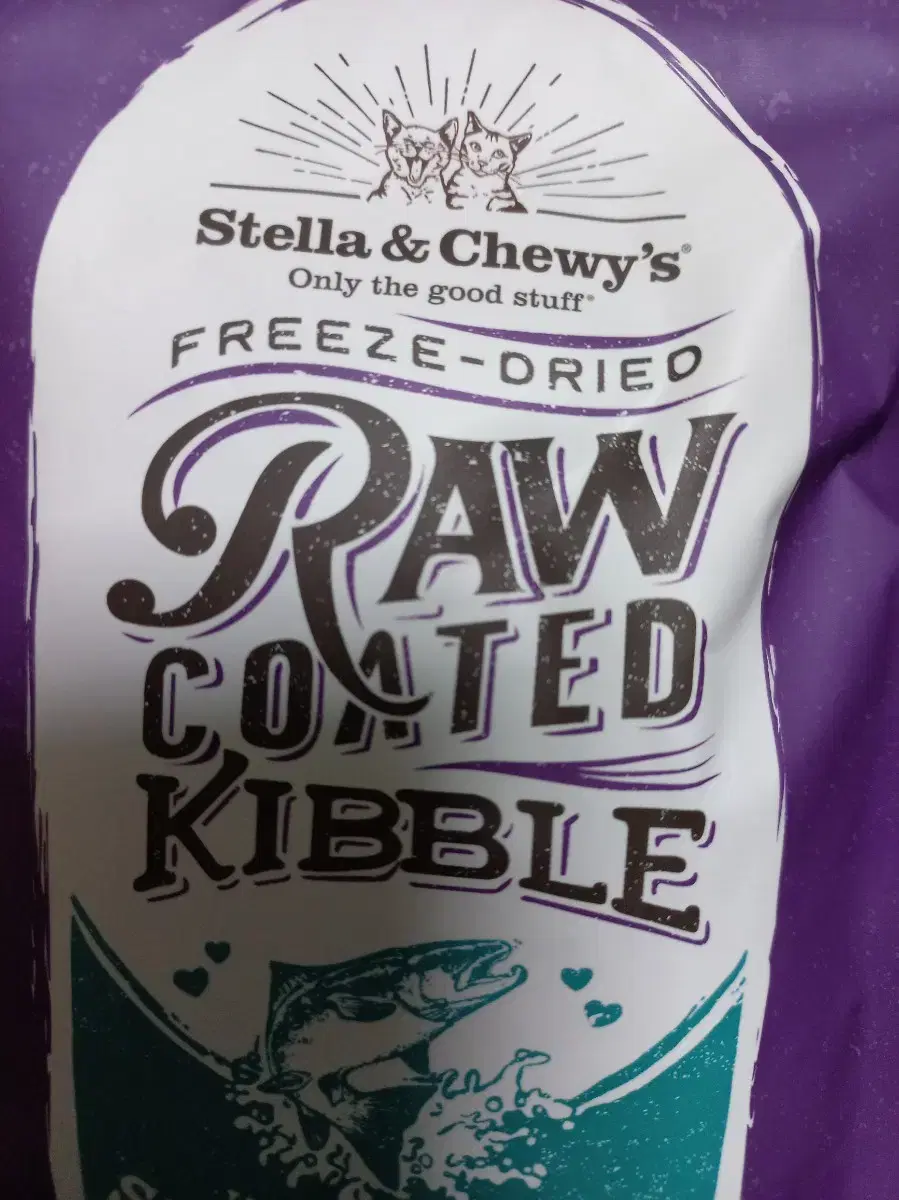 Stella & Chewy's®
Only the good stuff®
FREEZE-DRIED
RAW
COATED
KIBBLE